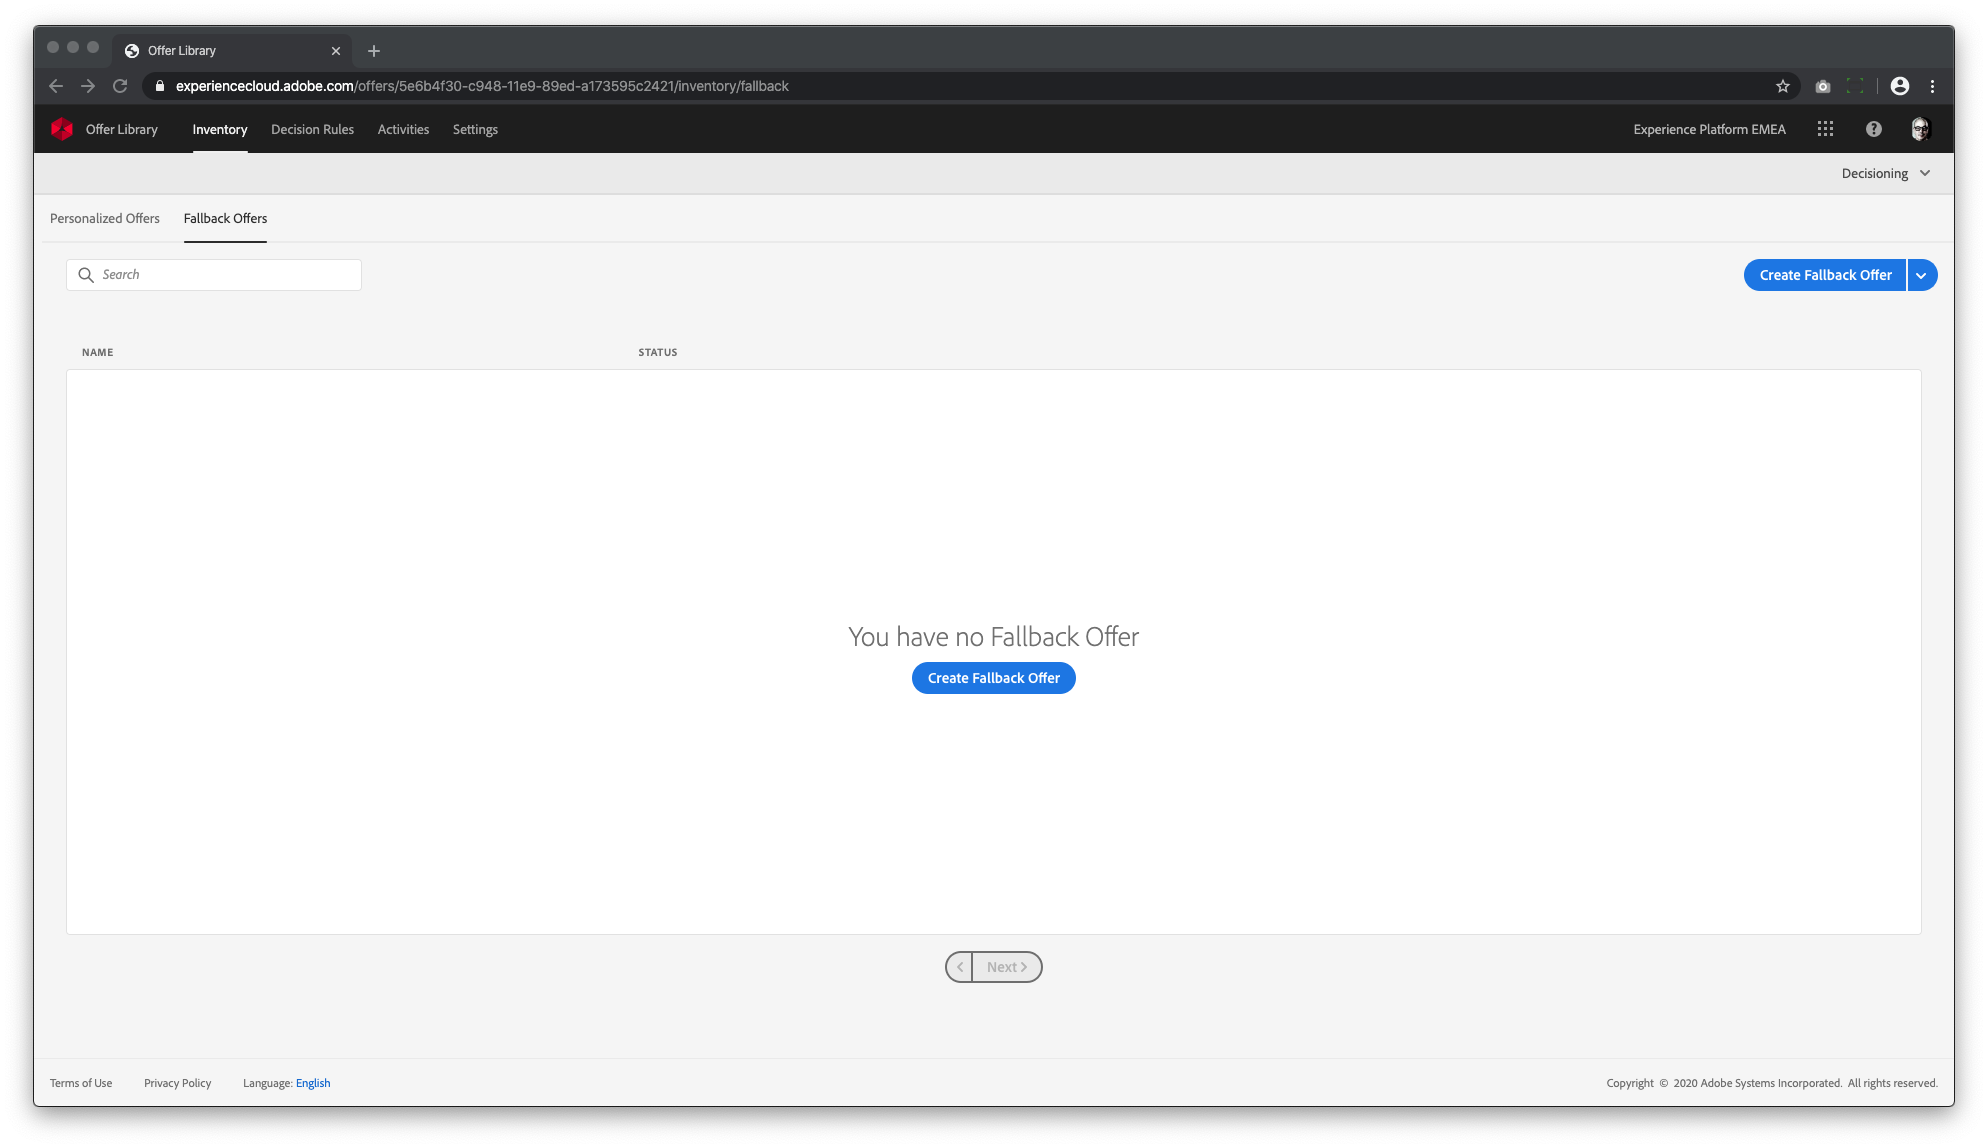 Offer Library
experiencecloud.adobe.com/offers/5e6b4f30-c948-11e9-89ed-a173595c2421/inventory/fallback
Offer Library Inventory Decision Rules Activities Settings Experience Platform EMEA
Decisioning
Personalized Offers Fallback Offers
Search
Create Fallback Offer
NAME STATUS
You have no Fallback Offer
Create Fallback Offer
Next
Terms of Use Privacy Policy Language: English Copyright © 2020 Adobe Systems Incorporated. All rights reserved.